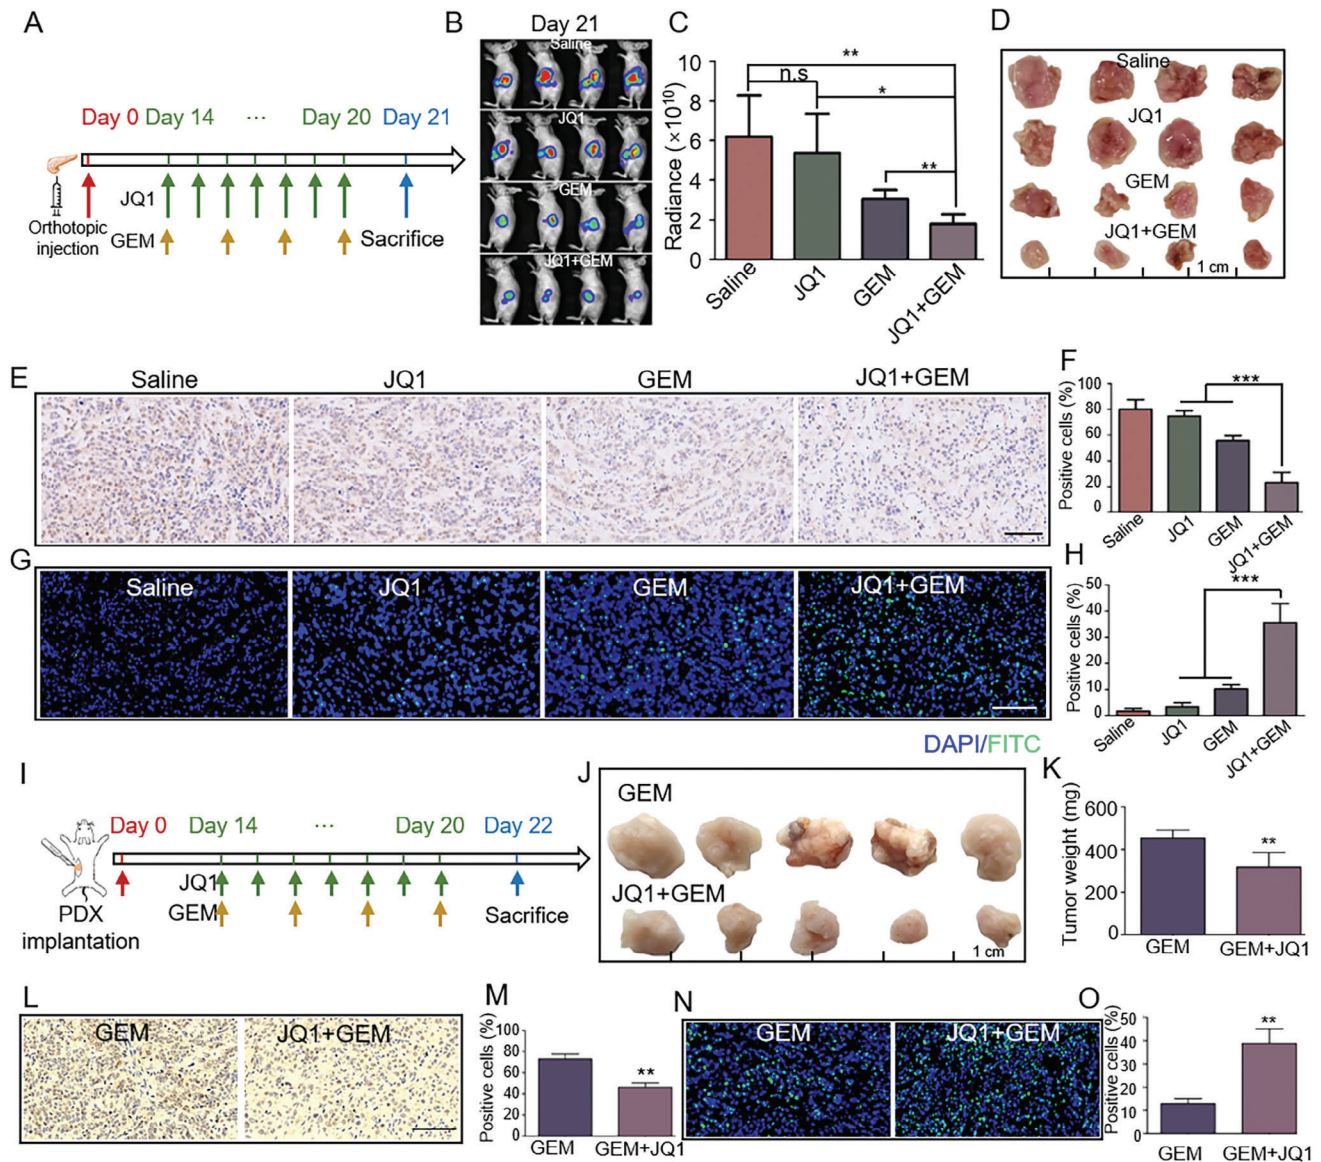 A
Day 0 Day 14 ... Day 20 Day 21
JQ1
Orthotopic
injection
GEM
Sacrifice
B
Day 21
Saline
JQ1
GEM
JQ1+GEM
C
Radiance (×10¹⁰)
10
8
6
4
2
0
**
n.s
*
**
Saline
JQ1
GEM
JQ1+GEM
D
Saline
JQ1
GEM
JQ1+GEM
1 cm
E
Saline JQ1 GEM JQ1+GEM
F
Positive cells (%)
100
80
60
40
20
0
***
Saline
JQ1
GEM
JQ1+GEM
G
Saline JQ1 GEM JQ1+GEM
DAPI/FITC
H
Positive cells (%)
50
40
30
20
10
0
***
Saline
JQ1
GEM
JQ1+GEM
I
Day 0 Day 14 ... Day 20 Day 22
JQ1
GEM
PDX
implantation
Sacrifice
J
GEM
JQ1+GEM
1 cm
K
Tumor weight (mg)
600
400
200
0
**
GEM GEM+JQ1
L
GEM JQ1+GEM
M
Positive cells (%)
100
80
60
40
20
0
**
GEM GEM+JQ1
N
GEM JQ1+GEM
O
Positive cells (%)
50
40
30
20
10
0
**
GEM GEM+JQ1